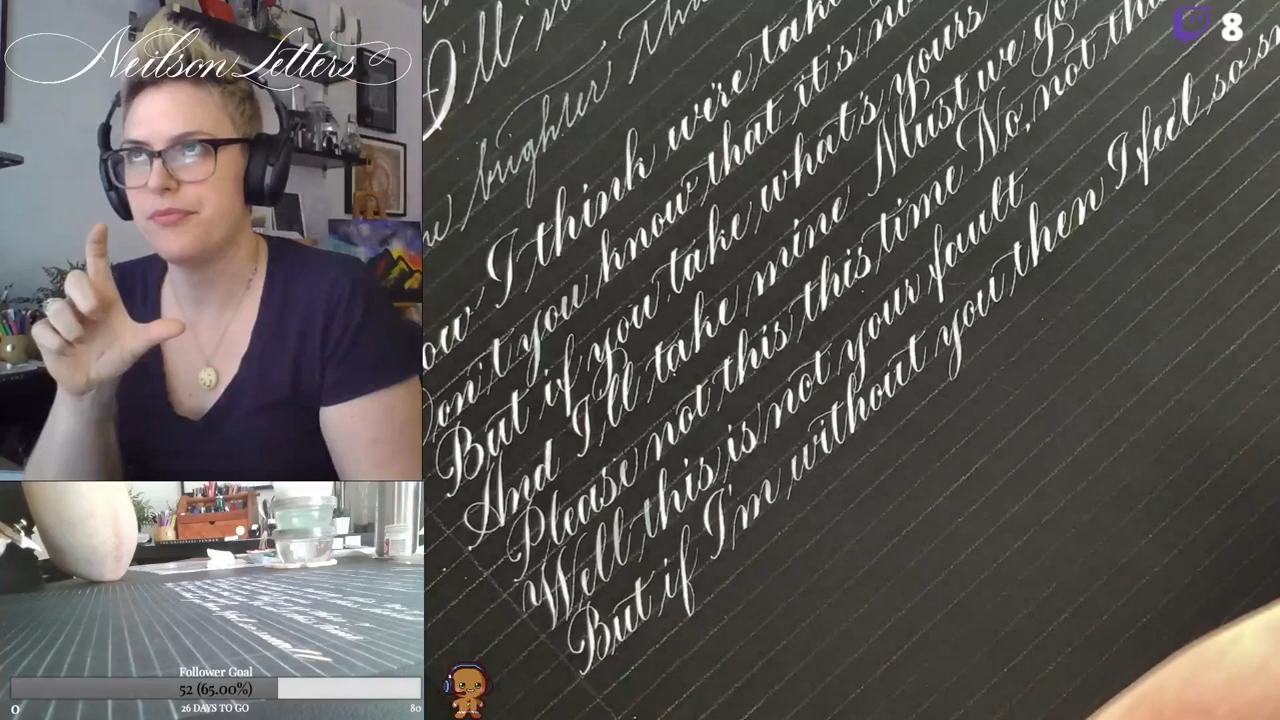 Neilson Letters
8
I'll
brighter
I think we're take
Don't you know that it's no
But if you take what's yours
And I'll take mine Must we go
Please not this this time No, not this
Well this is not your fault
But if I'm without you then I feel so sm
Follower Goal
52 (65.00%)
0 26 DAYS TO GO 80